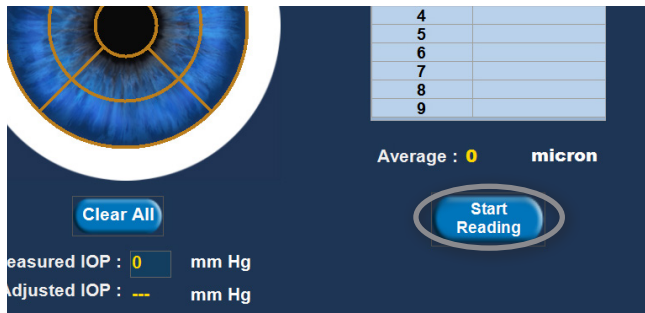 4
5
6
7
8
9
Average : 0 micron
Clear All
Start
Reading
easured IOP : 0 mm Hg
Adjusted IOP : --- mm Hg